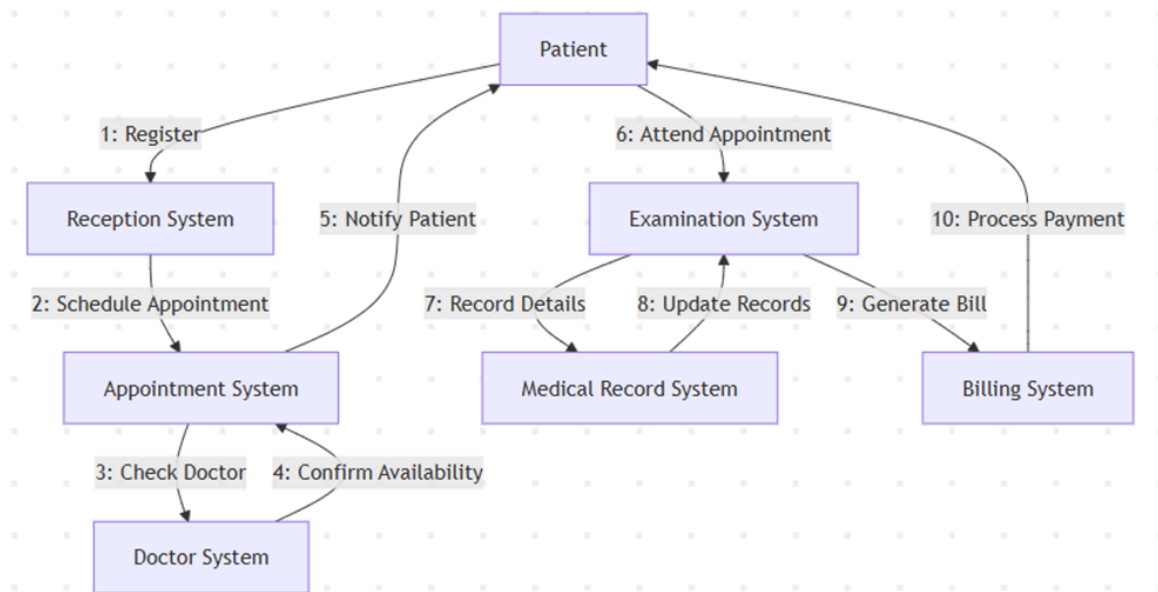 Patient
1: Register
6: Attend Appointment
Reception System
5: Notify Patient
Examination System
10: Process Payment
2: Schedule Appointment
7: Record Details
8: Update Records
9: Generate Bill
Appointment System
Medical Record System
Billing System
3: Check Doctor
4: Confirm Availability
Doctor System